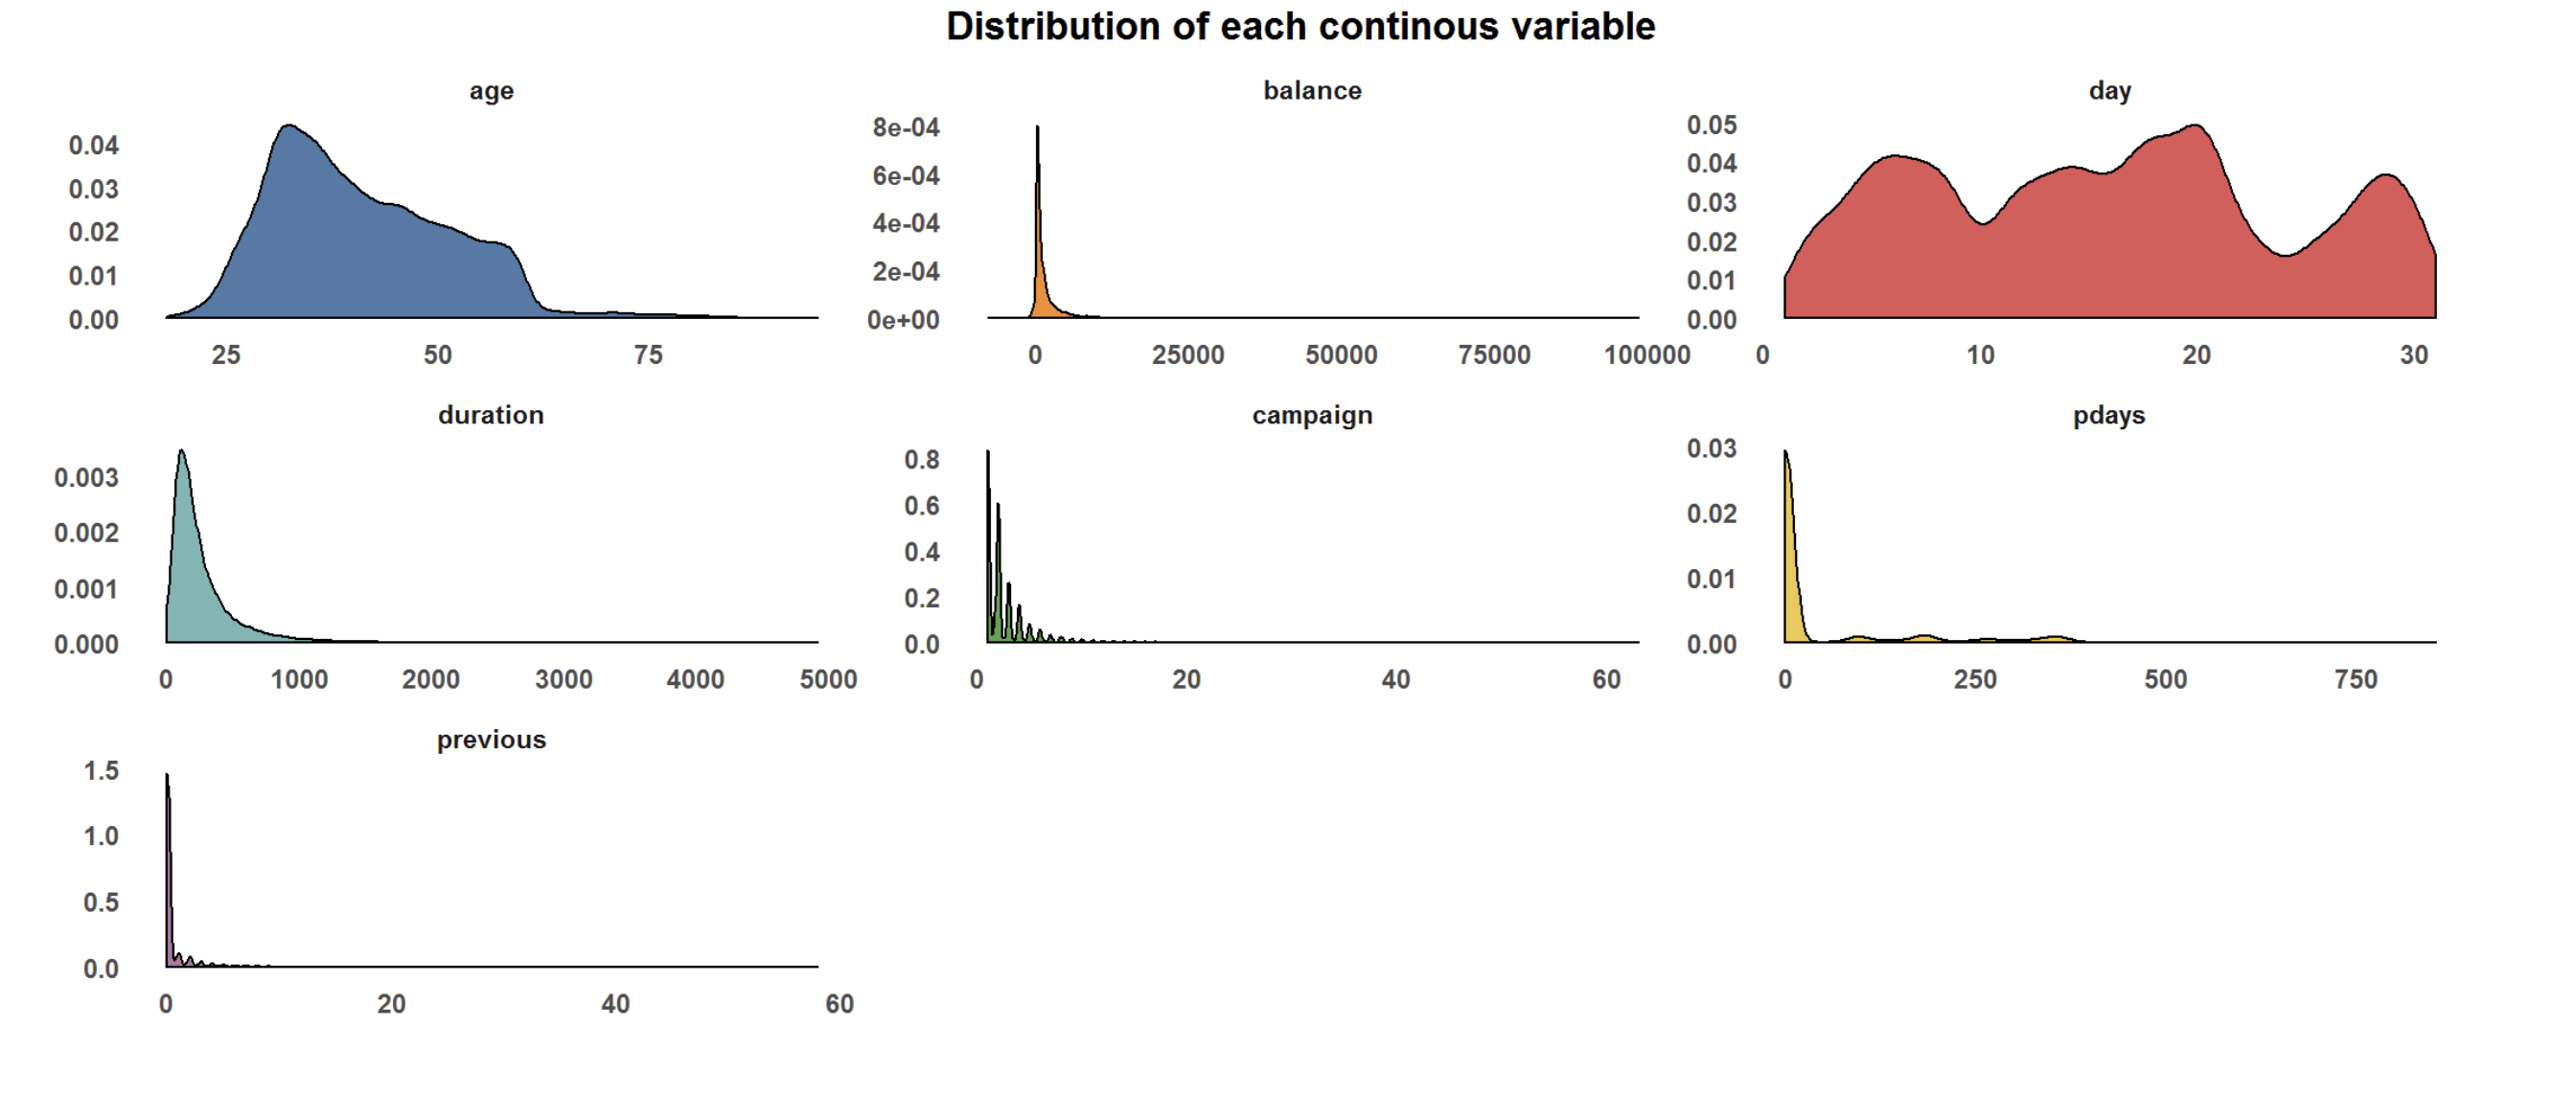 Distribution of each continous variable
age
balance
day
0.04
0.03
0.02
0.01
0.00
25 50 75
8e-04
6e-04
4e-04
2e-04
0e+00
0 25000 50000 75000 100000
0.05
0.04
0.03
0.02
0.01
0.00
0 10 20 30
duration
campaign
pdays
0.003
0.002
0.001
0.000
0 1000 2000 3000 4000 5000
0.8
0.6
0.4
0.2
0.0
0 20 40 60
0.03
0.02
0.01
0.00
0 250 500 750
previous
1.5
1.0
0.5
0.0
0 20 40 60